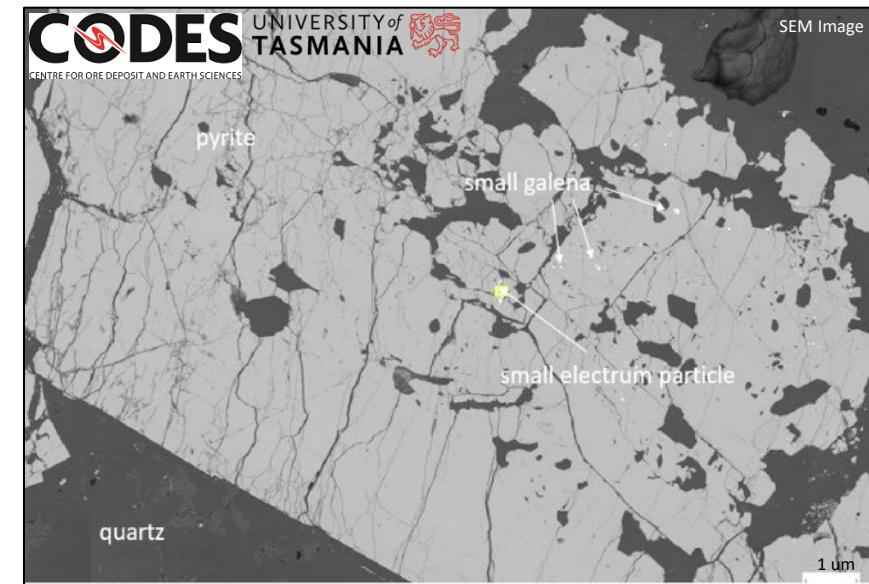 CODES
CENTRE FOR ORE DEPOSIT AND EARTH SCIENCES
UNIVERSITY of
TASMANIA
SEM Image
pyrite
small galena
small electrum particle
quartz
1 um